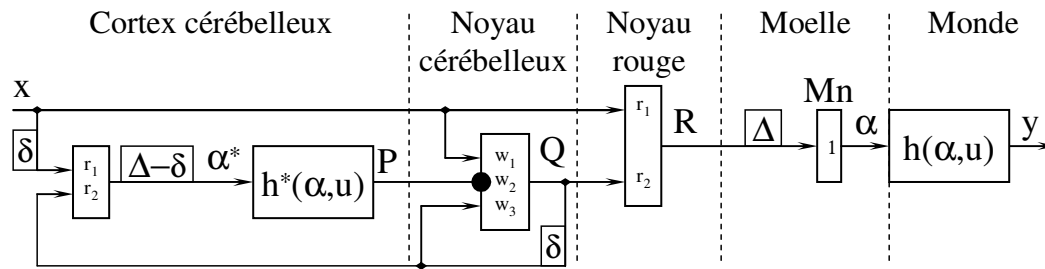 Cortex cérébelleux
Noyau
cérébelleux
Noyau
rouge
Moelle
Monde
x
δ
r1
r2
Δ–δ
α*
h*(α,u)
P
w1
w2
w3
Q
δ
r1
r2
R
Δ
Mn
1
α
h(α,u)
y